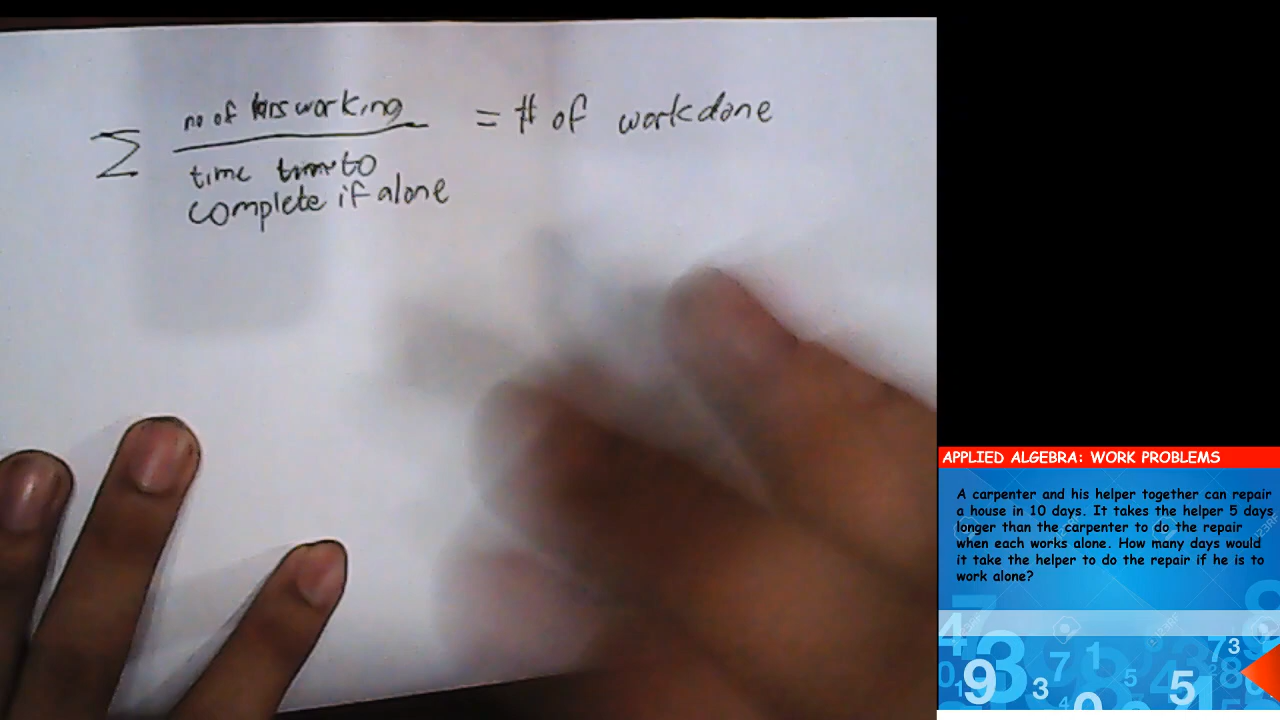 no of hrs working
Σ = # of work done
time time to
complete if alone
APPLIED ALGEBRA: WORK PROBLEMS
A carpenter and his helper together can repair
a house in 10 days. It takes the helper 5 days
longer than the carpenter to do the repair
when each works alone. How many days would
it take the helper to do the repair if he is to
work alone?